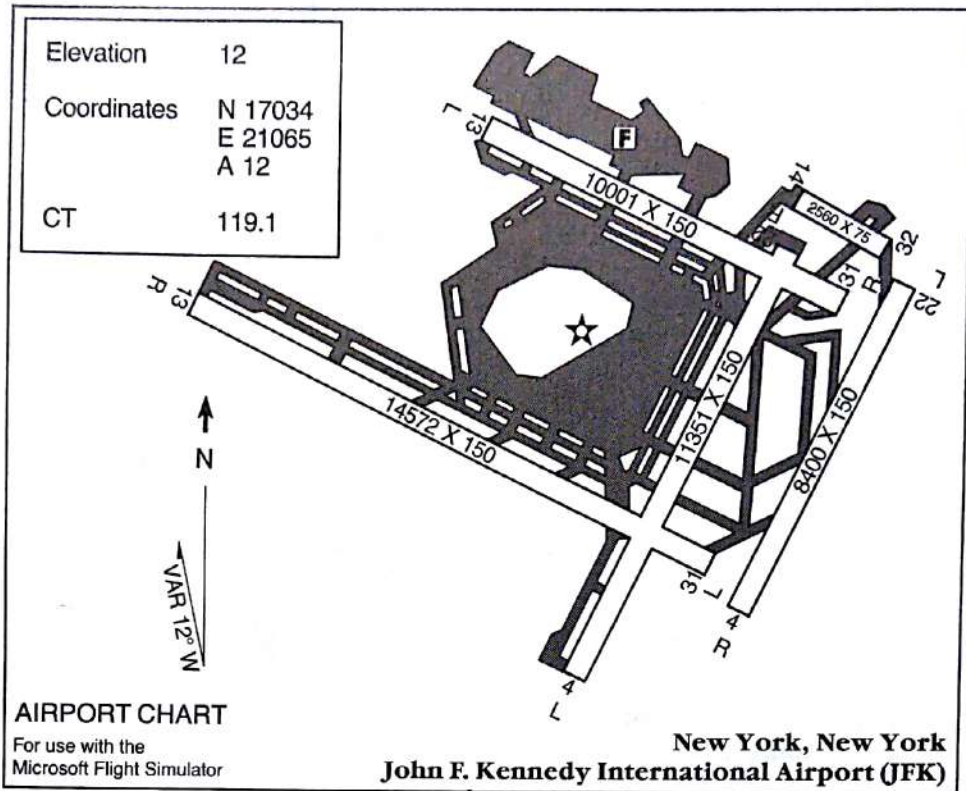 Elevation 12
Coordinates N 17034
E 21065
A 12
CT 119.1
L
13
F
10001 X 150
14
2560 X 75
32
31
R
L
22
R
13
14572 X 150
11351 X 150
8400 X 150
N
VAR 12° W
31
L
4
R
4
L
AIRPORT CHART
For use with the
Microsoft Flight Simulator
New York, New York
John F. Kennedy International Airport (JFK)